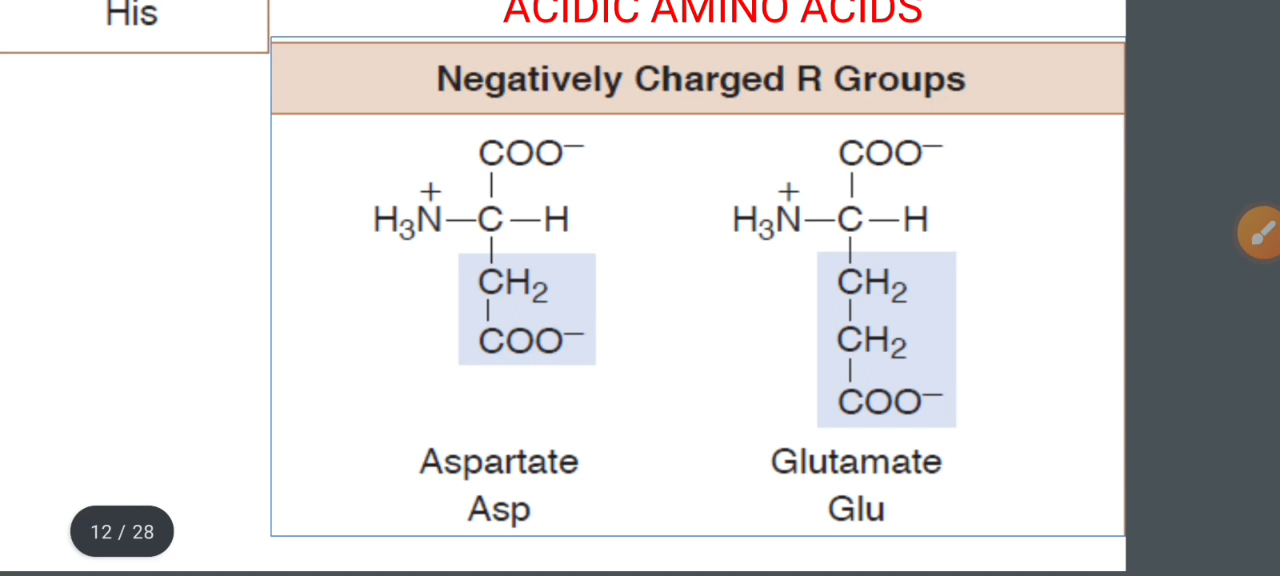 His
ACIDIC AMINO ACIDS
Negatively Charged R Groups
COO⁻ COO⁻
+ +
H₃N—C—H H₃N—C—H
CH₂ CH₂
COO⁻ CH₂
COO⁻
Aspartate Glutamate
Asp Glu
12 / 28